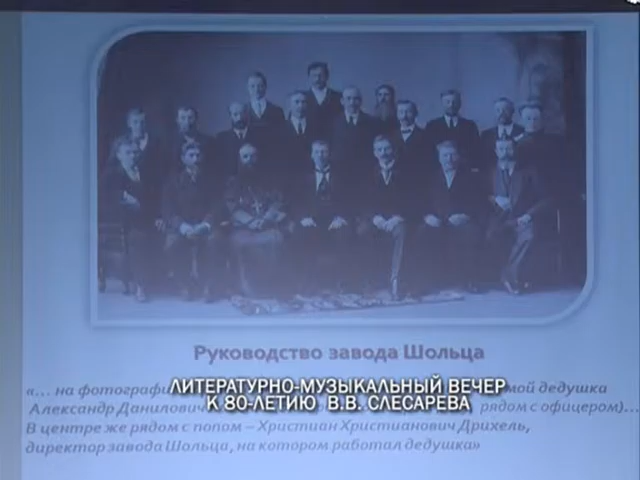 Руководство завода Шольца
«... на фотографи мой дедушка
ЛИТЕРАТУРНО-МУЗЫКАЛЬНЫЙ ВЕЧЕР
Александр Данилович рядом с офицером)...
К 80-ЛЕТИЮ В.В. СЛЕСАРЕВА
В центре же рядом с попом – Христиан Христианович Дрихель,
директор завода Шольца, на котором работал дедушка»